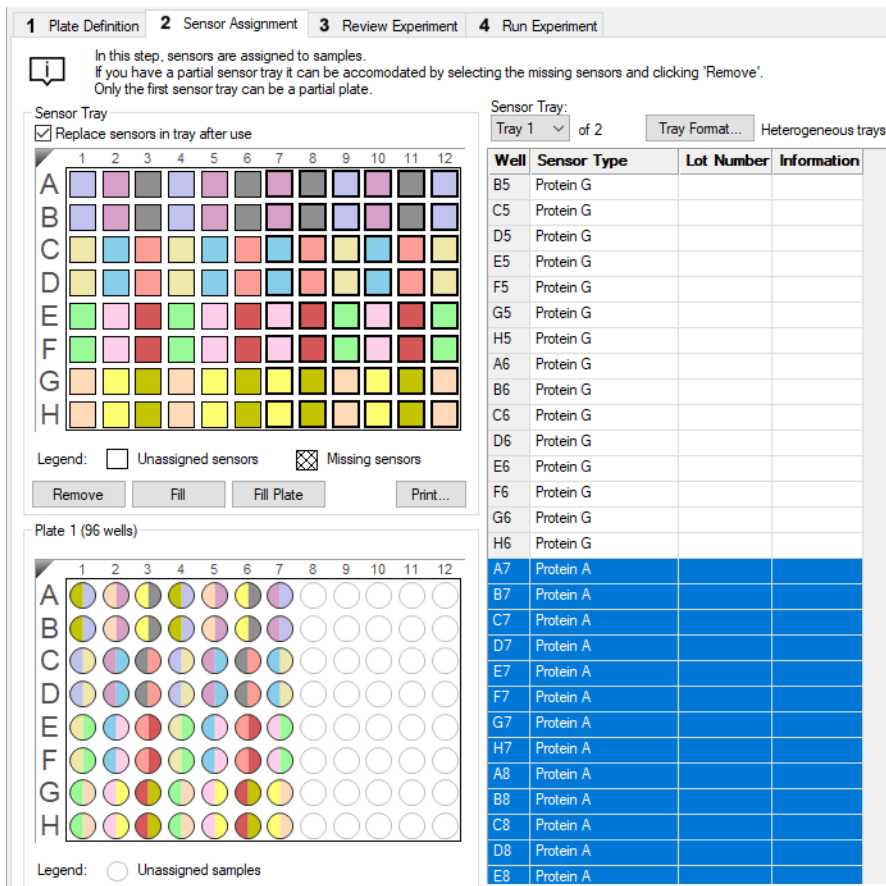 1 Plate Definition 2 Sensor Assignment 3 Review Experiment 4 Run Experiment
In this step, sensors are assigned to samples.
If you have a partial sensor tray it can be accomodated by selecting the missing sensors and clicking 'Remove'.
Only the first sensor tray can be a partial plate.
Sensor Tray
Replace sensors in tray after use
1 2 3 4 5 6 7 8 9 10 11 12
A
B
C
D
E
F
G
H
Legend: Unassigned sensors Missing sensors
Remove Fill Fill Plate Print...
Plate 1 (96 wells)
1 2 3 4 5 6 7 8 9 10 11 12
A
B
C
D
E
F
G
H
Legend: Unassigned samples
Sensor Tray:
Tray 1 of 2 Tray Format... Heterogeneous trays
Well Sensor Type Lot Number Information
B5 Protein G
C5 Protein G
D5 Protein G
E5 Protein G
F5 Protein G
G5 Protein G
H5 Protein G
A6 Protein G
B6 Protein G
C6 Protein G
D6 Protein G
E6 Protein G
F6 Protein G
G6 Protein G
H6 Protein G
A7 Protein A
B7 Protein A
C7 Protein A
D7 Protein A
E7 Protein A
F7 Protein A
G7 Protein A
H7 Protein A
A8 Protein A
B8 Protein A
C8 Protein A
D8 Protein A
E8 Protein A